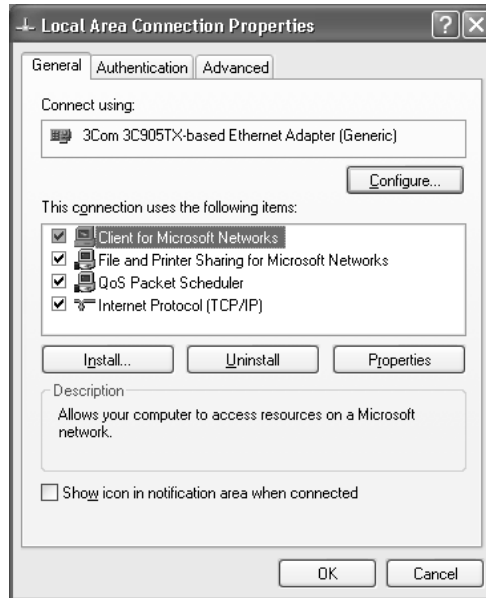 Local Area Connection Properties
General Authentication Advanced
Connect using:
3Com 3C905TX-based Ethernet Adapter (Generic)
Configure...
This connection uses the following items:
Client for Microsoft Networks
File and Printer Sharing for Microsoft Networks
QoS Packet Scheduler
Internet Protocol (TCP/IP)
Install... Uninstall Properties
Description
Allows your computer to access resources on a Microsoft
network.
Show icon in notification area when connected
OK Cancel